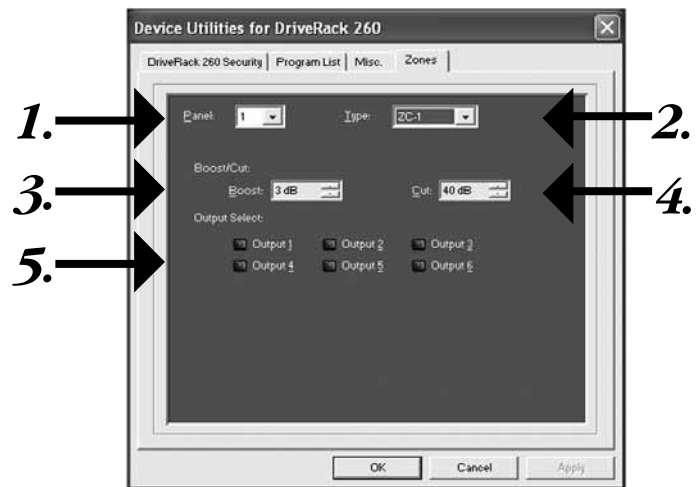 Device Utilities for DriveRack 260
DriveRack 260 Security Program List Misc. Zones
1. Panel: 1 Type: ZC-1 2.
Boost/Cut:
3. Boost: 3 dB Cut: 40 dB 4.
Output Select:
5. Output 1 Output 2 Output 3
Output 4 Output 5 Output 6
OK Cancel Apply